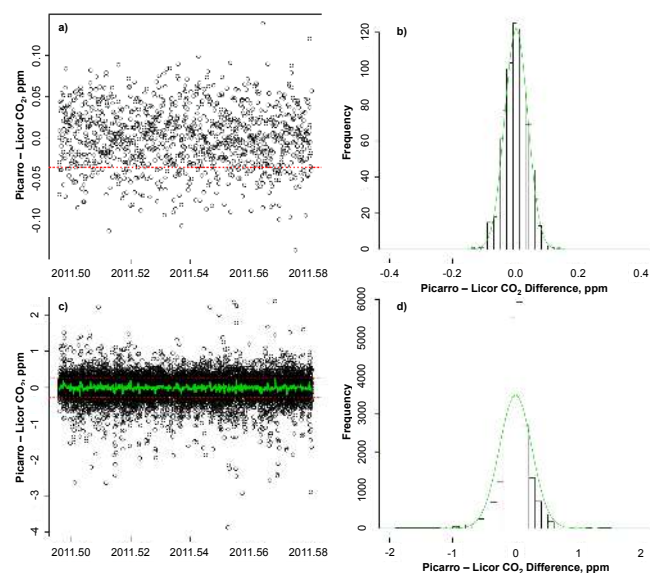 a)
Picarro – Licor CO2, ppm
0.10
0.05
0.0
-0.05
-0.10
2011.50 2011.52 2011.54 2011.56 2011.58
b)
Frequency
120
80
60
40
20
0
-0.4 -0.2 0.0 0.2 0.4
Picarro – Licor CO2 Difference, ppm
c)
Picarro – Licor CO2, ppm
2
1
0
-1
-2
-3
-4
2011.50 2011.52 2011.54 2011.56 2011.58
d)
Frequency
6000
5000
4000
3000
2000
1000
0
-2 -1 0 1 2
Picarro – Licor CO2 Difference, ppm